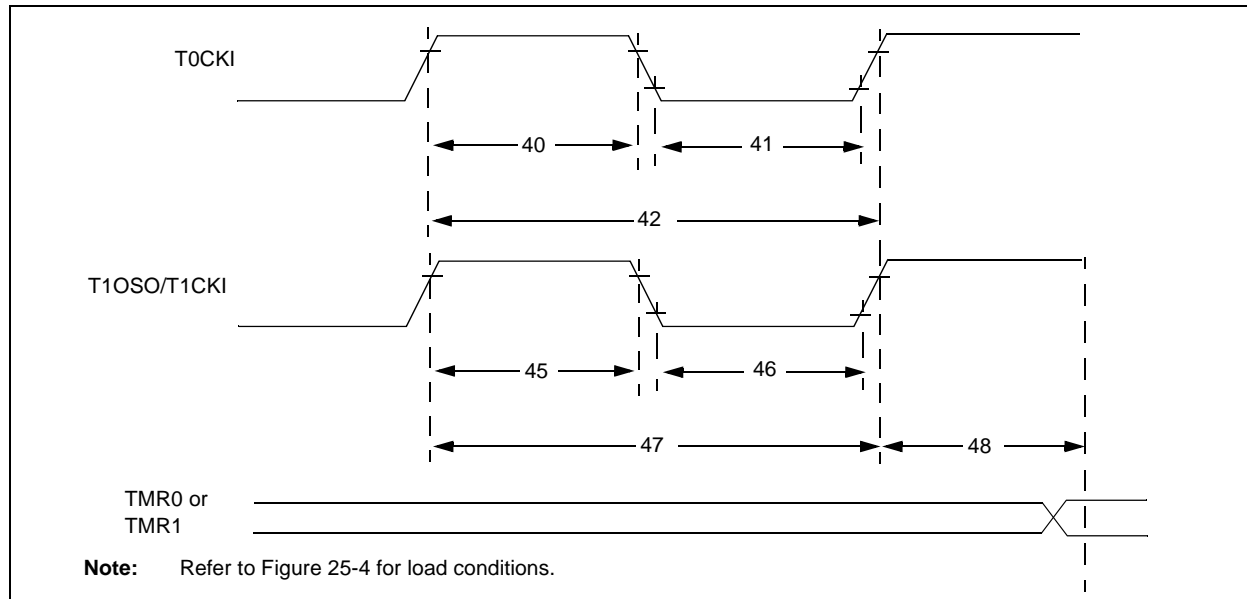 T0CKI
40
41
42
T1OSO/T1CKI
45
46
47
48
TMR0 or
TMR1
Note: Refer to Figure 25-4 for load conditions.